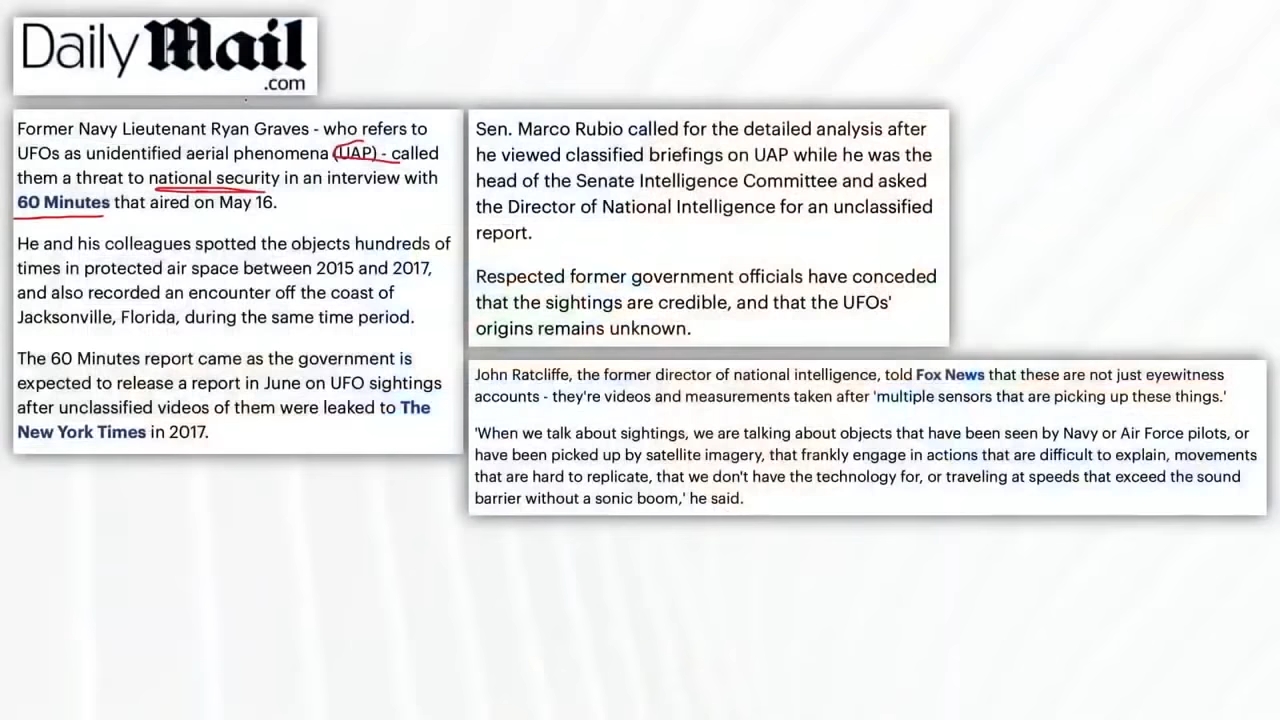 Daily Mail
.com
Former Navy Lieutenant Ryan Graves - who refers to
UFOs as unidentified aerial phenomena (UAP) - called
them a threat to national security in an interview with
60 Minutes that aired on May 16.
He and his colleagues spotted the objects hundreds of
times in protected air space between 2015 and 2017,
and also recorded an encounter off the coast of
Jacksonville, Florida, during the same time period.
The 60 Minutes report came as the government is
expected to release a report in June on UFO sightings
after unclassified videos of them were leaked to The
New York Times in 2017.
Sen. Marco Rubio called for the detailed analysis after
he viewed classified briefings on UAP while he was the
head of the Senate Intelligence Committee and asked
the Director of National Intelligence for an unclassified
report.
Respected former government officials have conceded
that the sightings are credible, and that the UFOs'
origins remains unknown.
John Ratcliffe, the former director of national intelligence, told Fox News that these are not just eyewitness
accounts - they're videos and measurements taken after 'multiple sensors that are picking up these things.'
'When we talk about sightings, we are talking about objects that have been seen by Navy or Air Force pilots, or
have been picked up by satellite imagery, that frankly engage in actions that are difficult to explain, movements
that are hard to replicate, that we don't have the technology for, or traveling at speeds that exceed the sound
barrier without a sonic boom,' he said.